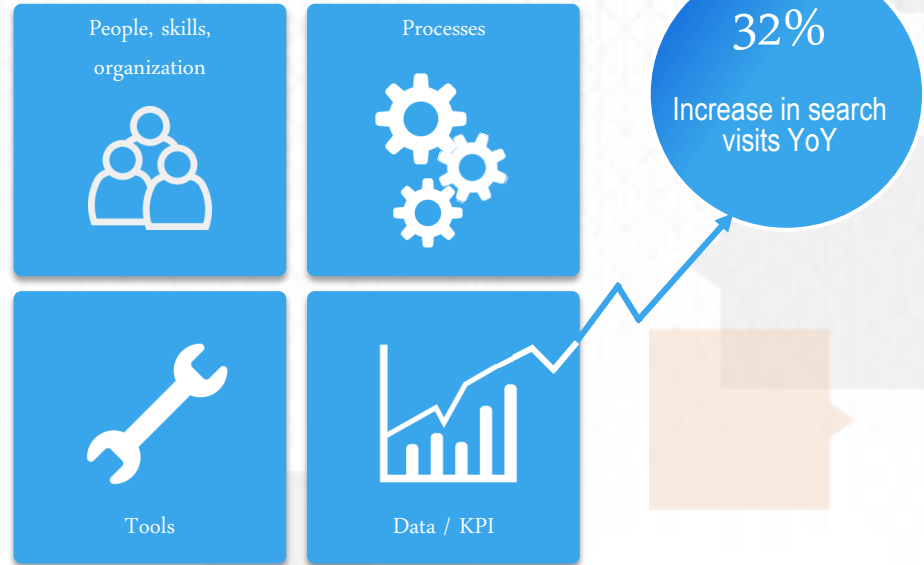 People, skills,
organization
Processes
32%
Increase in search
visits YoY
Tools
Data / KPI